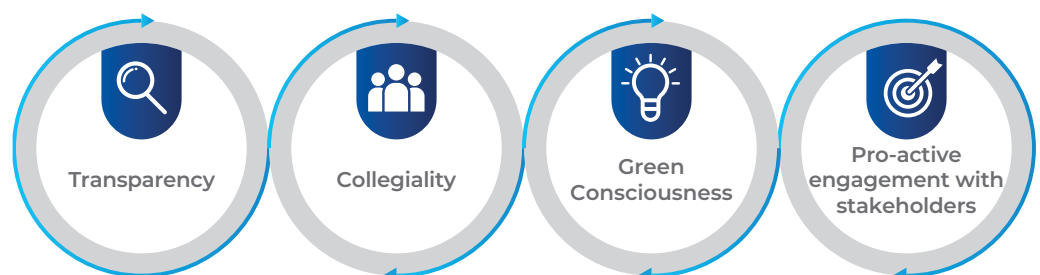 Transparency
Collegiality
Green
Consciousness
Pro-active
engagement with
stakeholders